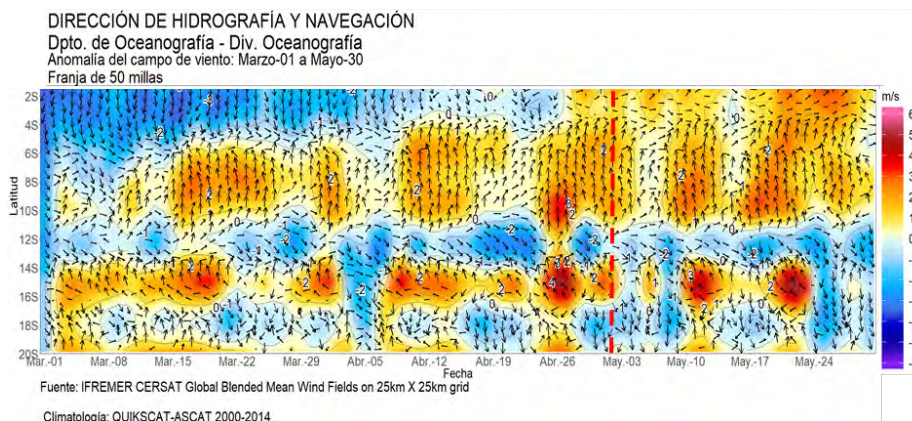 DIRECCIÓN DE HIDROGRAFÍA Y NAVEGACIÓN
Dpto. de Oceanografía - Div. Oceanografía
Anomalía del campo de viento: Marzo-01 a Mayo-30
Franja de 50 millas
m/s
2S
4S
6S
8S
10S
12S
14S
16S
18S
20S
Latitud
Mar.-01 Mar.-08 Mar.-15 Mar.-22 Mar.-29 Abr.-05 Abr.-12 Abr.-19 Abr.-26 May.-03 May.-10 May.-17 May.-24
Fecha
Fuente: IFREMER CERSAT Global Blended Mean Wind Fields on 25km X 25km grid
Climatología: QUIKSCAT-ASCAT 2000-2014